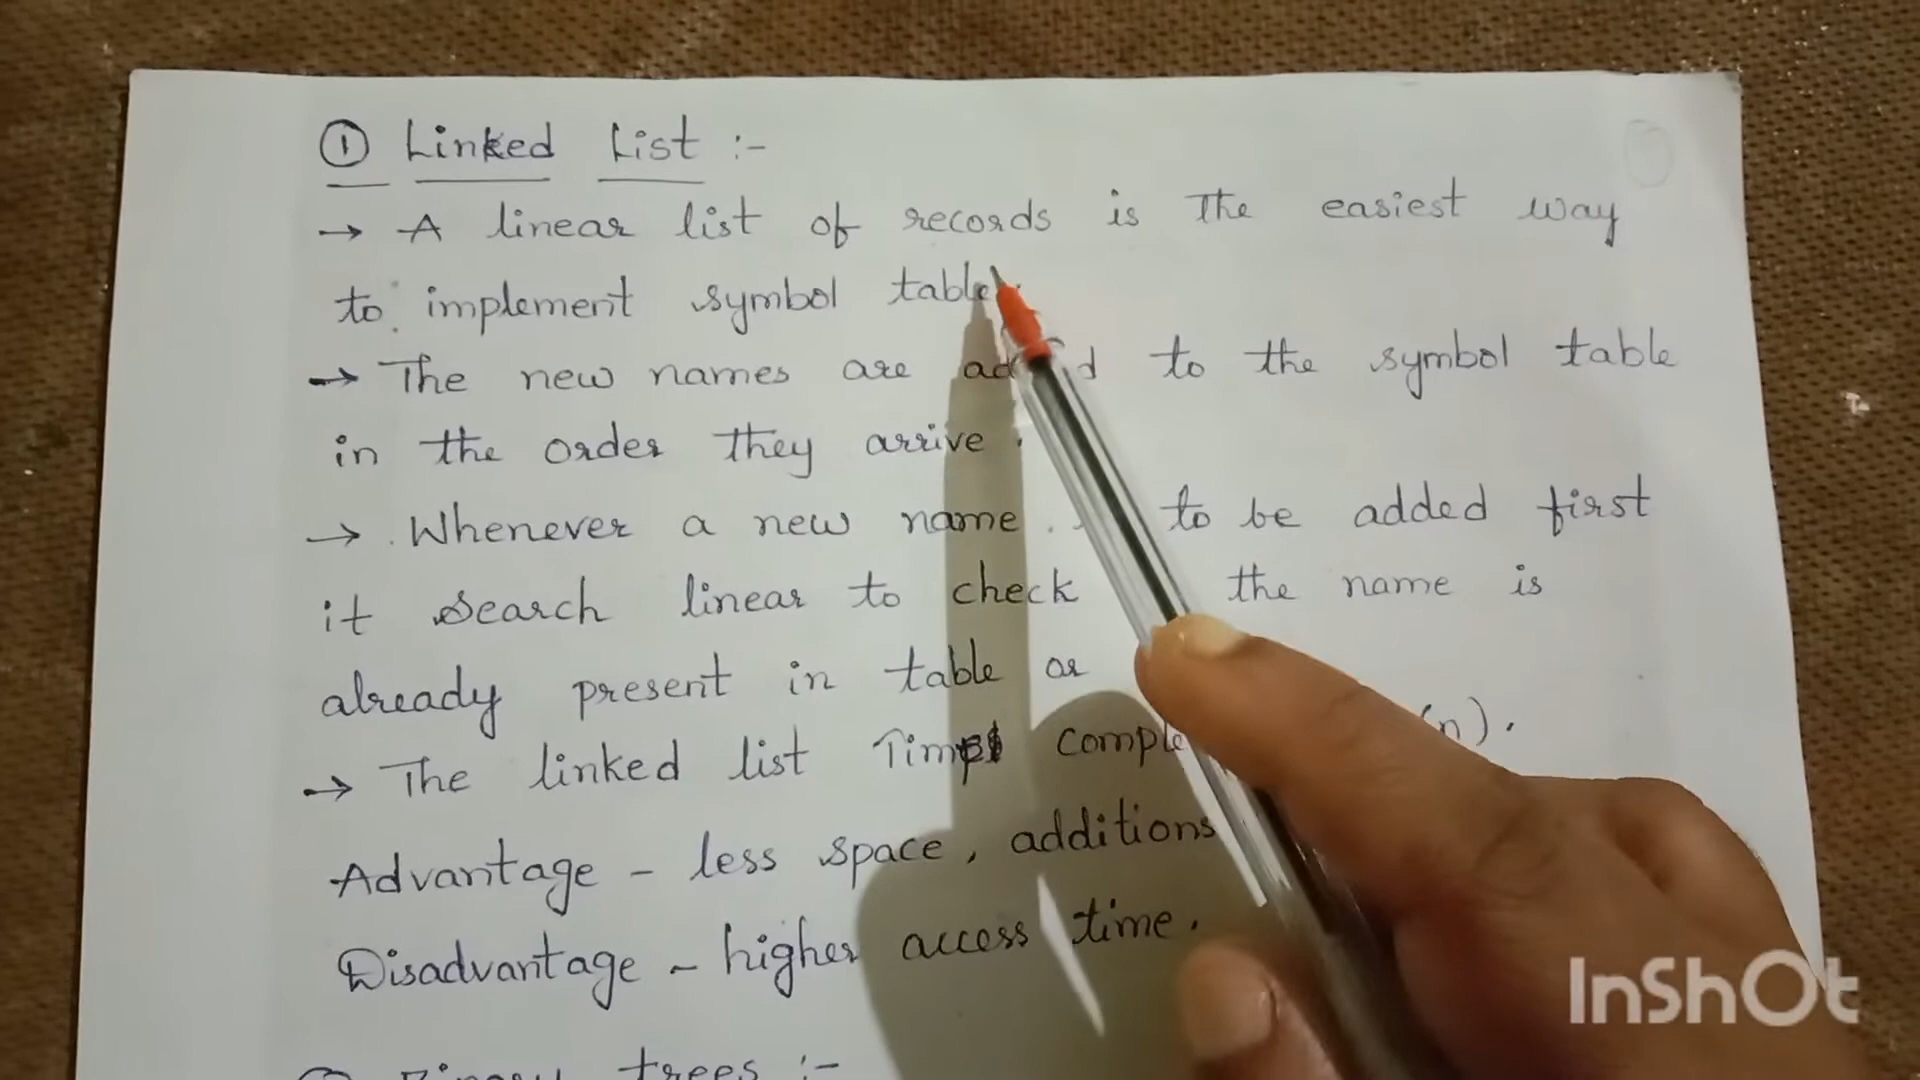 ① Linked List :-
→ A linear list of records is the easiest way
to implement symbol table.
→ The new names are to the symbol table
in the order they arrive.
→ Whenever a new name to be added first
it search linear to check the name is
already present in table or
→ The linked list Time (n).
Advantage - less space, additions
Disadvantage - higher access time.
trees :-
InShOt